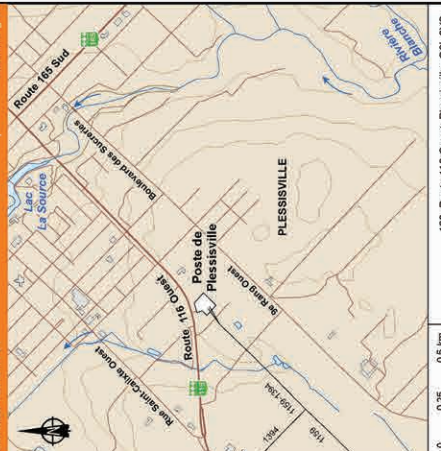 Route 165 Sud
Rivière
Blanche
Lac
La Source
Boulevard des Sucreries
PLESSISVILLE
Poste de
Plessisville
Route 116 Ouest
9e Rang Ouest
Rue Saint-Calixte Ouest
1394
1159-1394
1159
0 0,25 0,5 km